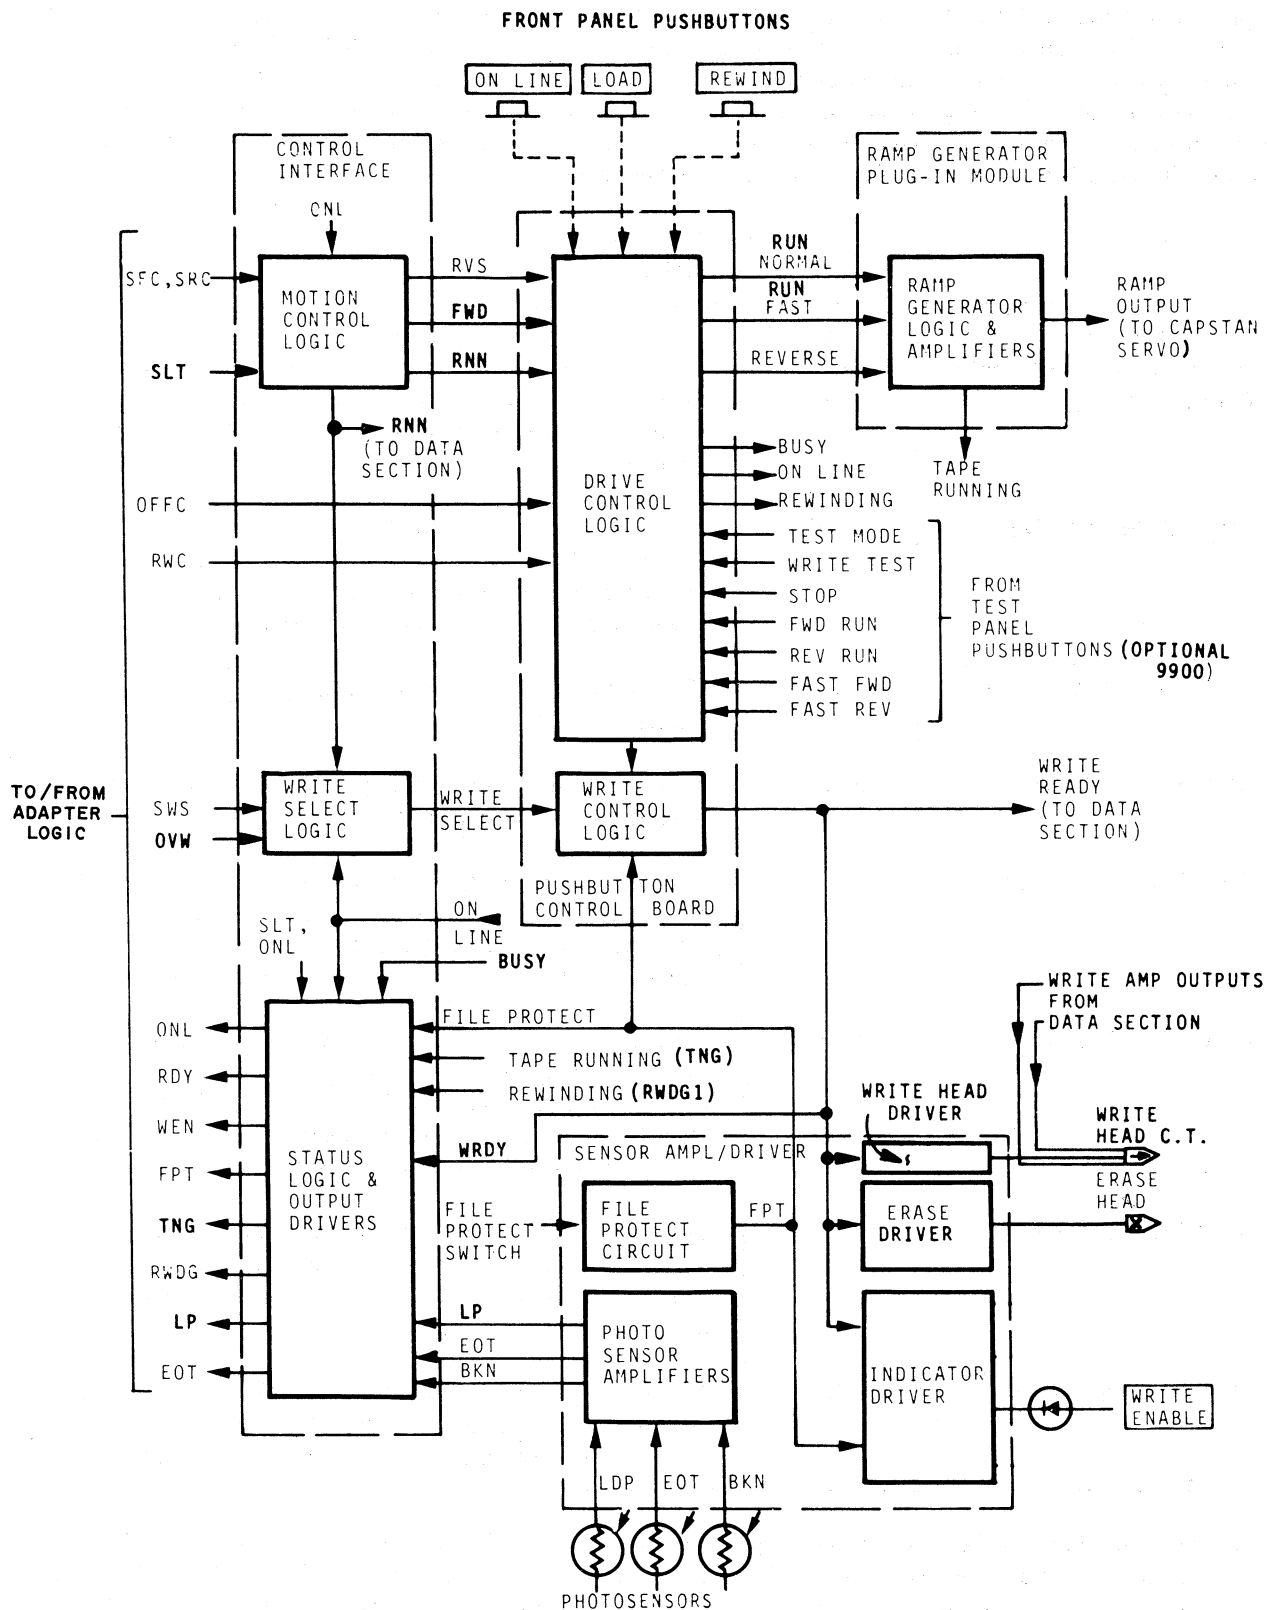 FRONT PANEL PUSHBUTTONS
ON LINE
LOAD
REWIND
CONTROL
INTERFACE
ONL
RAMP GENERATOR
PLUG-IN MODULE
SFC,SRC
SLT
MOTION
CONTROL
LOGIC
RVS
FWD
RNN
RNN
(TO DATA
SECTION)
RUN
NORMAL
RUN
FAST
REVERSE
RAMP
GENERATOR
LOGIC &
AMPLIFIERS
RAMP
OUTPUT
(TO CAPSTAN
SERVO)
TAPE
RUNNING
OFFC
RWC
DRIVE
CONTROL
LOGIC
BUSY
ON LINE
REWINDING
TEST MODE
WRITE TEST
STOP
FWD RUN
REV RUN
FAST FWD
FAST REV
FROM
TEST
PANEL
PUSHBUTTONS (OPTIONAL
9900)
TO/FROM
ADAPTER
LOGIC
SWS
OVW
WRITE
SELECT
LOGIC
WRITE
SELECT
WRITE
CONTROL
LOGIC
WRITE
READY
(TO DATA
SECTION)
PUSHBUTTON
CONTROL BOARD
SLT,
ONL
ON
LINE
BUSY
ONL
RDY
WEN
FPT
TNG
RWDG
LP
EOT
STATUS
LOGIC &
OUTPUT
DRIVERS
FILE PROTECT
TAPE RUNNING (TNG)
REWINDING (RWDG1)
WRDY
WRITE AMP OUTPUTS
FROM
DATA SECTION
WRITE HEAD
DRIVER
WRITE
HEAD C.T.
ERASE
HEAD
SENSOR AMPL/DRIVER
FILE
PROTECT
SWITCH
FILE
PROTECT
CIRCUIT
FPT
ERASE
DRIVER
LP
EOT
BKN
PHOTO
SENSOR
AMPLIFIERS
INDICATOR
DRIVER
WRITE
ENABLE
LDP
EOT
BKN
PHOTOSENSORS